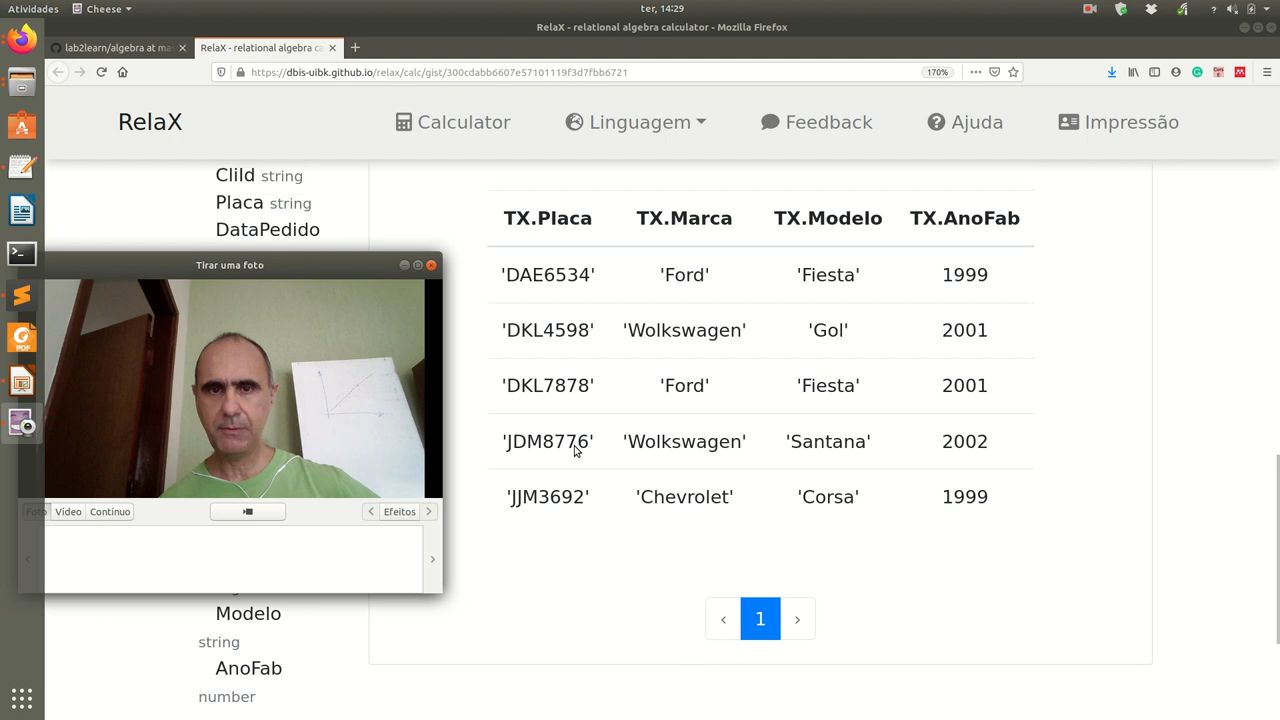 Atividades Cheese ter, 14:29
RelaX - relational algebra calculator - Mozilla Firefox
lab2learn/algebra at ma
RelaX - relational algebra ca
https://dbis-uibk.github.io/relax/calc/gist/300cdabb6607e57101119f3d7fbb6721 170%
RelaX Calculator Linguagem Feedback Ajuda Impressão
CliId string
Placa string
DataPedido
TX.Placa TX.Marca TX.Modelo TX.AnoFab
'DAE6534' 'Ford' 'Fiesta' 1999
'DKL4598' 'Wolkswagen' 'Gol' 2001
'DKL7878' 'Ford' 'Fiesta' 2001
'JDM8776' 'Wolkswagen' 'Santana' 2002
'JJM3692' 'Chevrolet' 'Corsa' 1999
‹ 1 ›
Tirar uma foto
Foto Vídeo Contínuo Efeitos
Modelo
string
AnoFab
number
PDF